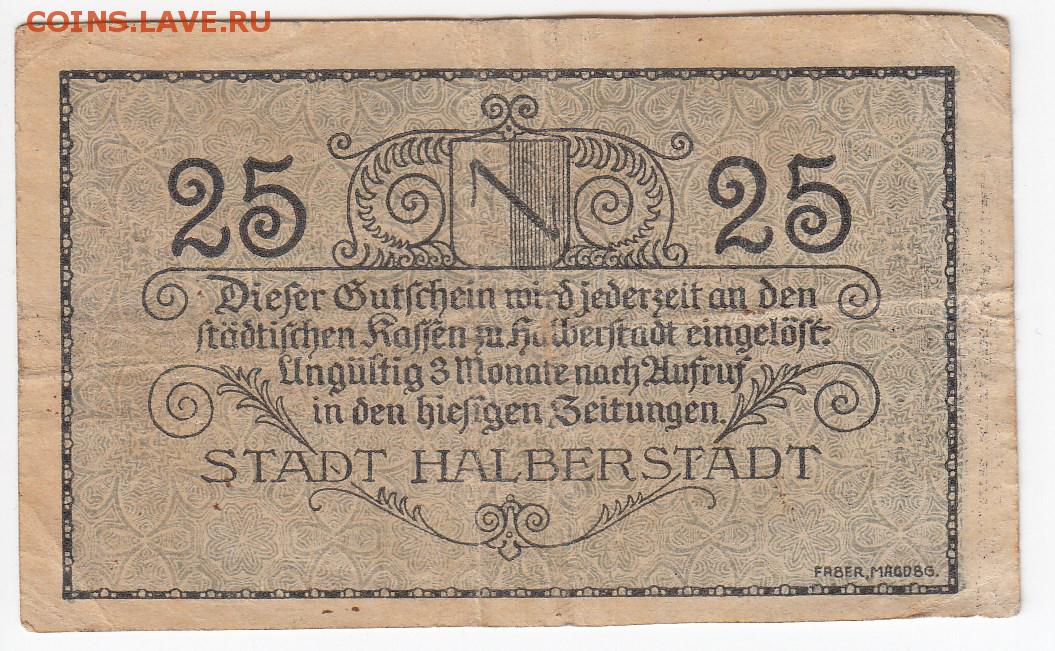 COINS.LAVE.RU
25 25
Dieser Gutschein wird jederzeit an den
städtischen Kassen zu Halberstadt eingelöst.
Ungültig 3 Monate nach Aufruf
in den hiesigen Zeitungen.
STADT HALBERSTADT
FABER, MAGDBG.